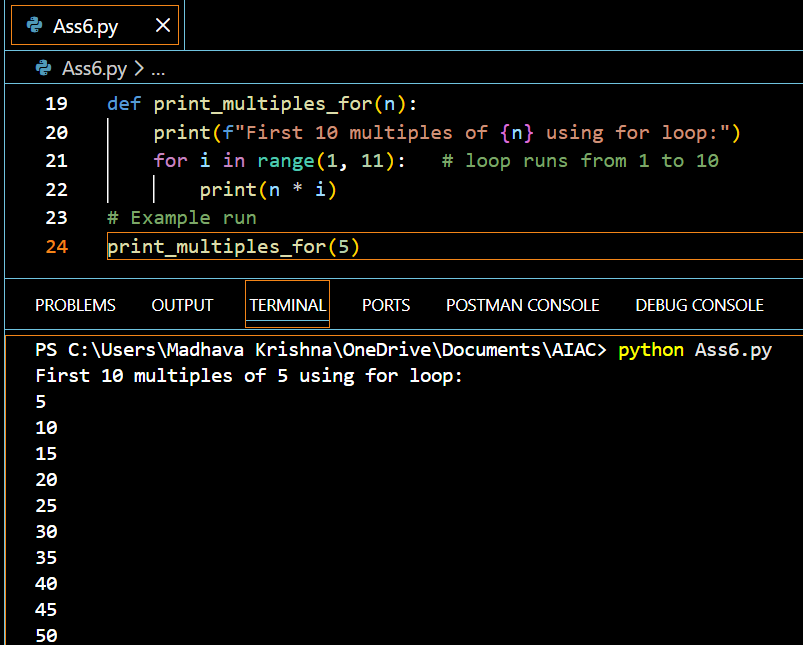 Ass6.py ×
Ass6.py > ...
19 def print_multiples_for(n):
20     print(f"First 10 multiples of {n} using for loop:")
21     for i in range(1, 11):   # loop runs from 1 to 10
22         print(n * i)
23 # Example run
24 print_multiples_for(5)
PROBLEMS OUTPUT TERMINAL PORTS POSTMAN CONSOLE DEBUG CONSOLE
PS C:\Users\Madhava Krishna\OneDrive\Documents\AIAC> python Ass6.py
First 10 multiples of 5 using for loop:
5
10
15
20
25
30
35
40
45
50